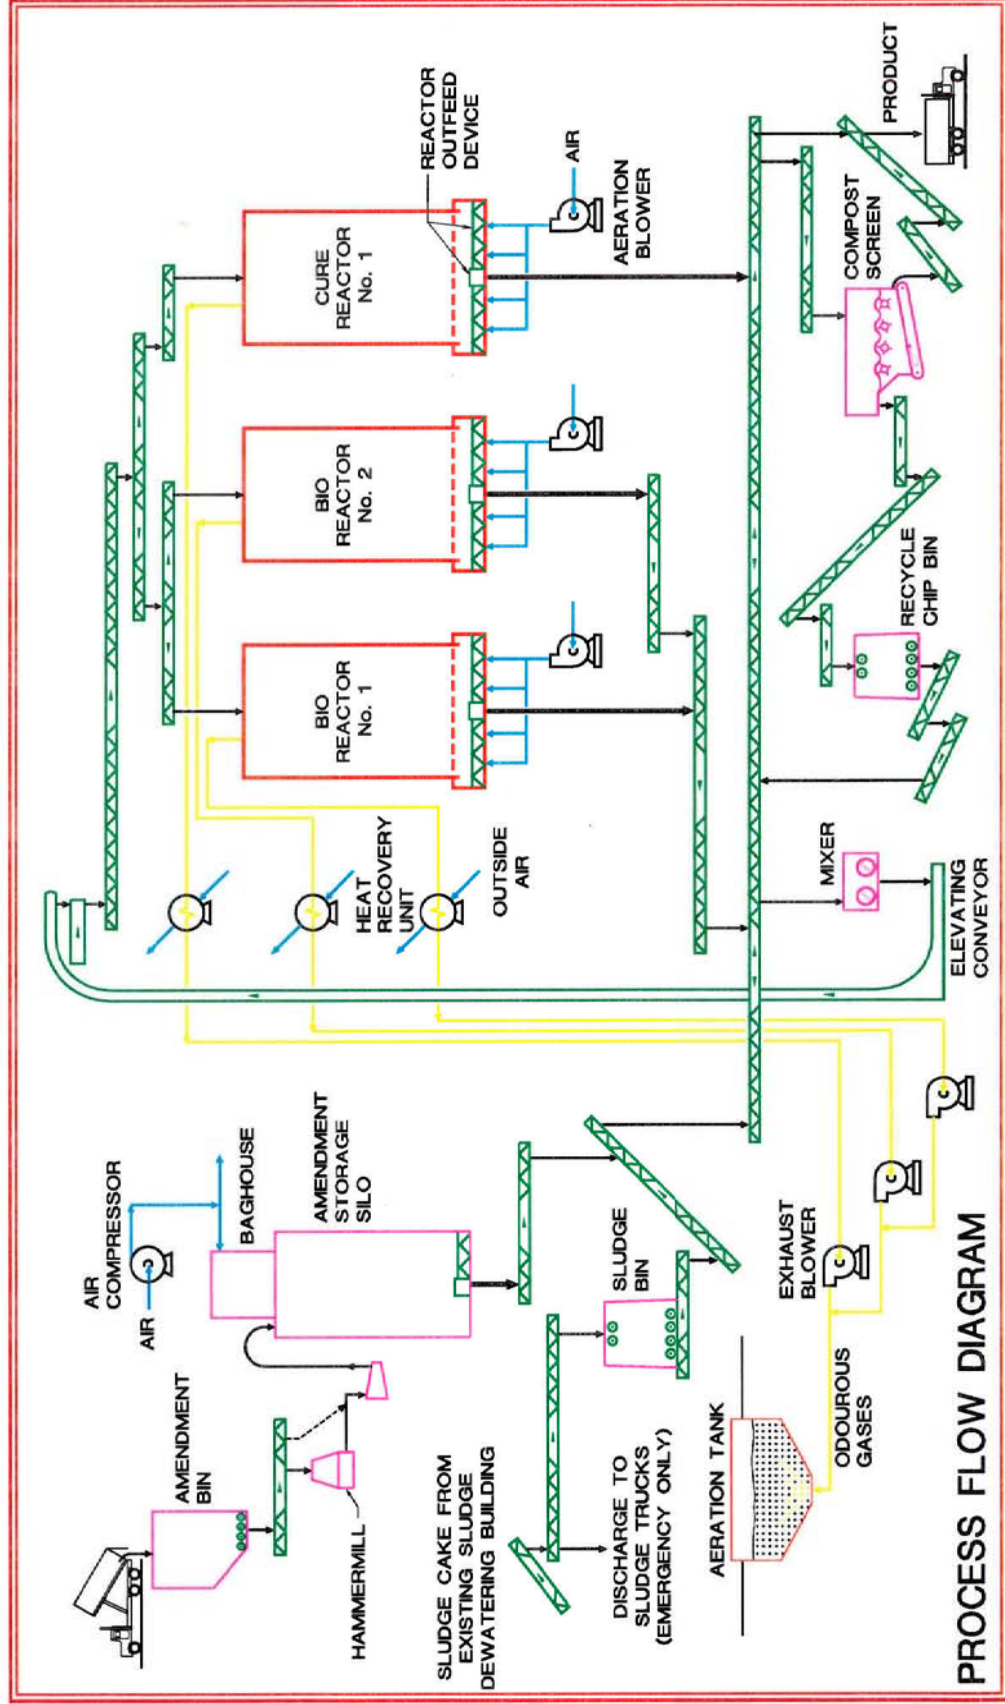 AIR
COMPRESSOR
AIR
BAGHOUSE
AMENDMENT
BIN
HAMMERMILL
AMENDMENT
STORAGE
SILO
SLUDGE CAKE FROM
EXISTING SLUDGE
DEWATERING BUILDING
SLUDGE
BIN
DISCHARGE TO
SLUDGE TRUCKS
(EMERGENCY ONLY)
AERATION TANK
EXHAUST
BLOWER
ODOUROUS
GASES
HEAT
RECOVERY
UNIT
OUTSIDE
AIR
BIO
REACTOR
No. 1
BIO
REACTOR
No. 2
CURE
REACTOR
No. 1
REACTOR
OUTFEED
DEVICE
AIR
AERATION
BLOWER
MIXER
ELEVATING
CONVEYOR
RECYCLE
CHIP BIN
COMPOST
SCREEN
PRODUCT
PROCESS FLOW DIAGRAM